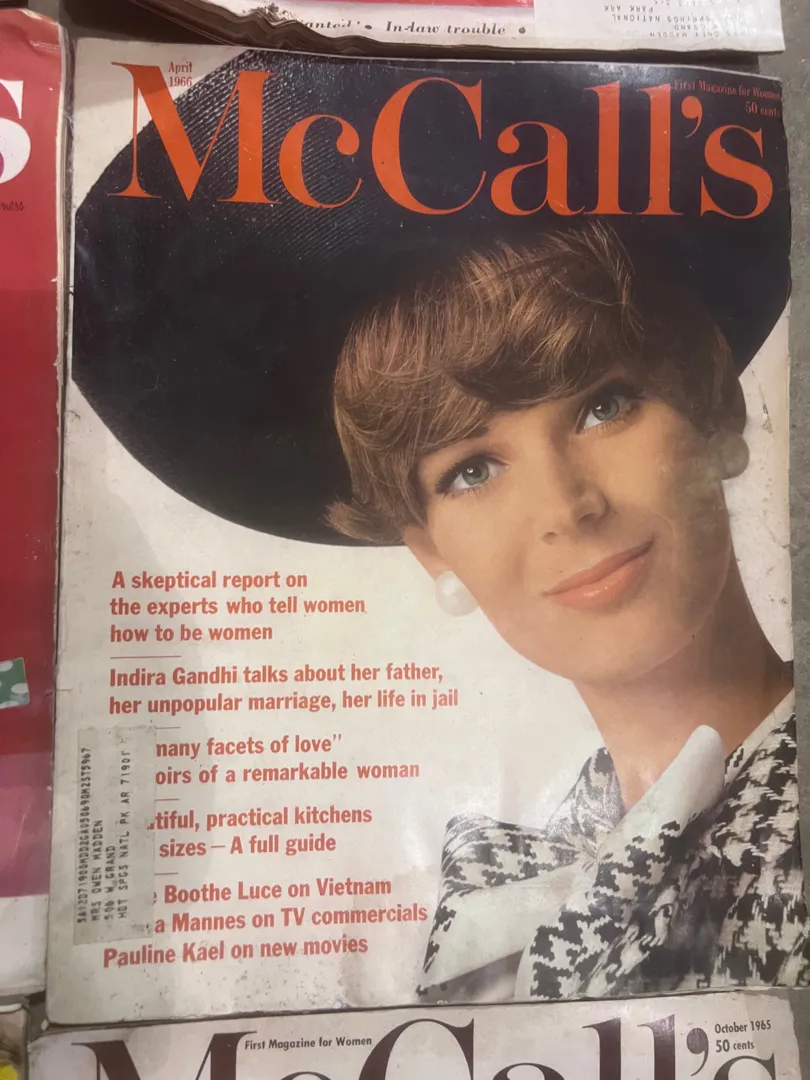 In-law trouble •
PARK ARK
April
1966
McCall's
First Magazine for Women
50 cents
A skeptical report on
the experts who tell women
how to be women
Indira Gandhi talks about her father,
her unpopular marriage, her life in jail
many facets of love”
oirs of a remarkable woman
tiful, practical kitchens
sizes – A full guide
e Boothe Luce on Vietnam
a Mannes on TV commercials
Pauline Kael on new movies
MRS OWEN MADDEN
506 W GRAND
HOT SPGS NATL PK AR 71901
First Magazine for Women
McCall's
October 1965
50 cents